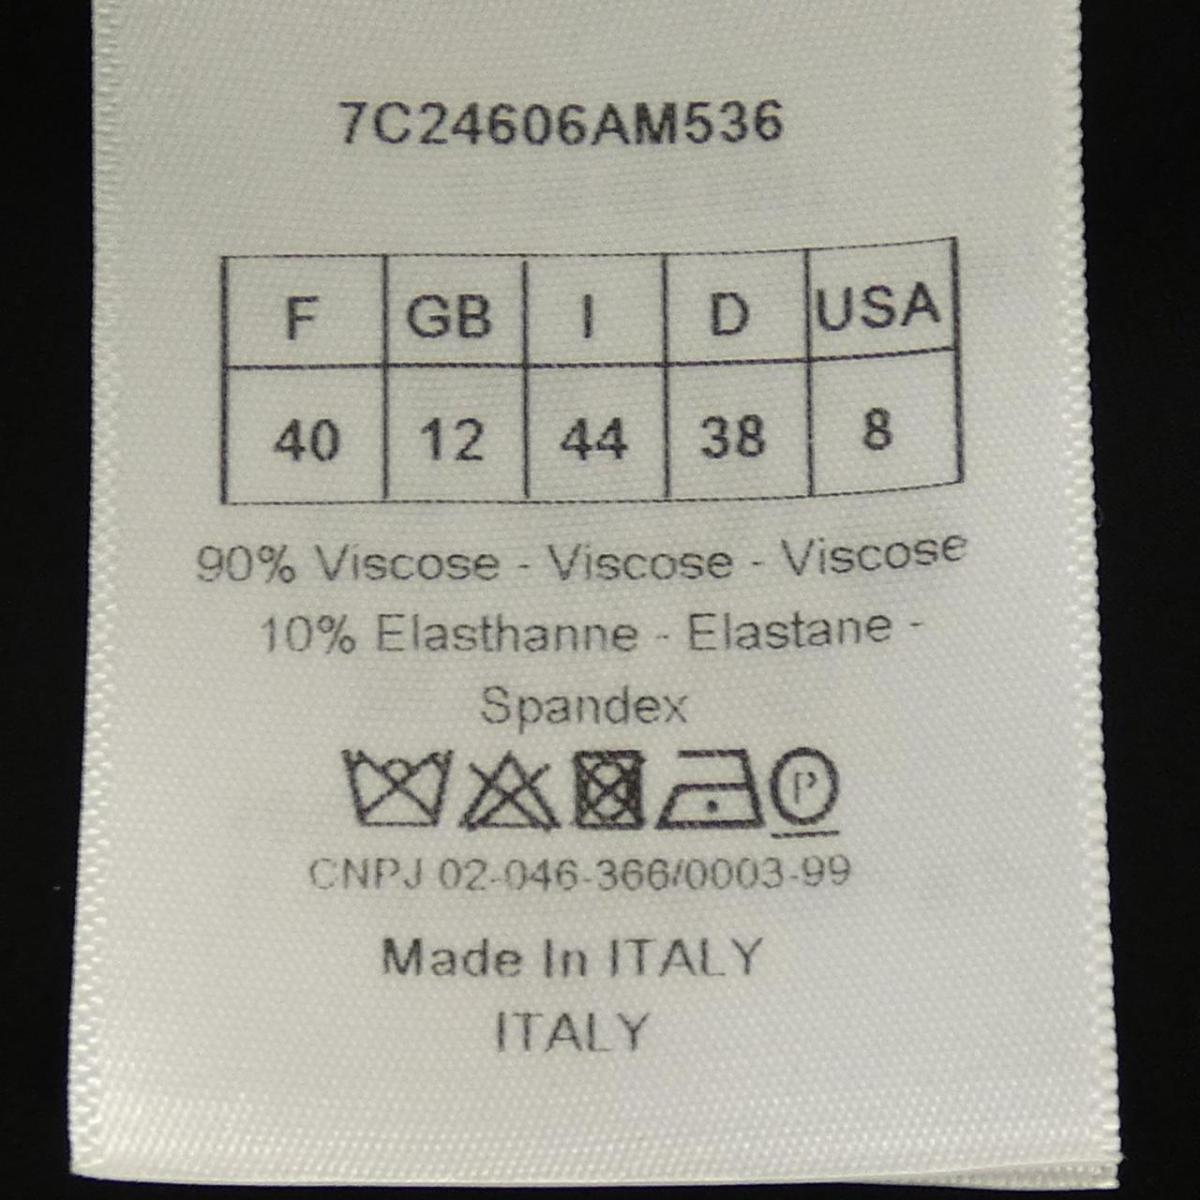 7C24606AM536
F GB I D USA
40 12 44 38 8
90% Viscose - Viscose - Viscose
10% Elasthanne - Elastane -
Spandex
P
CNPJ 02-046-366/0003-99
Made In ITALY
ITALY